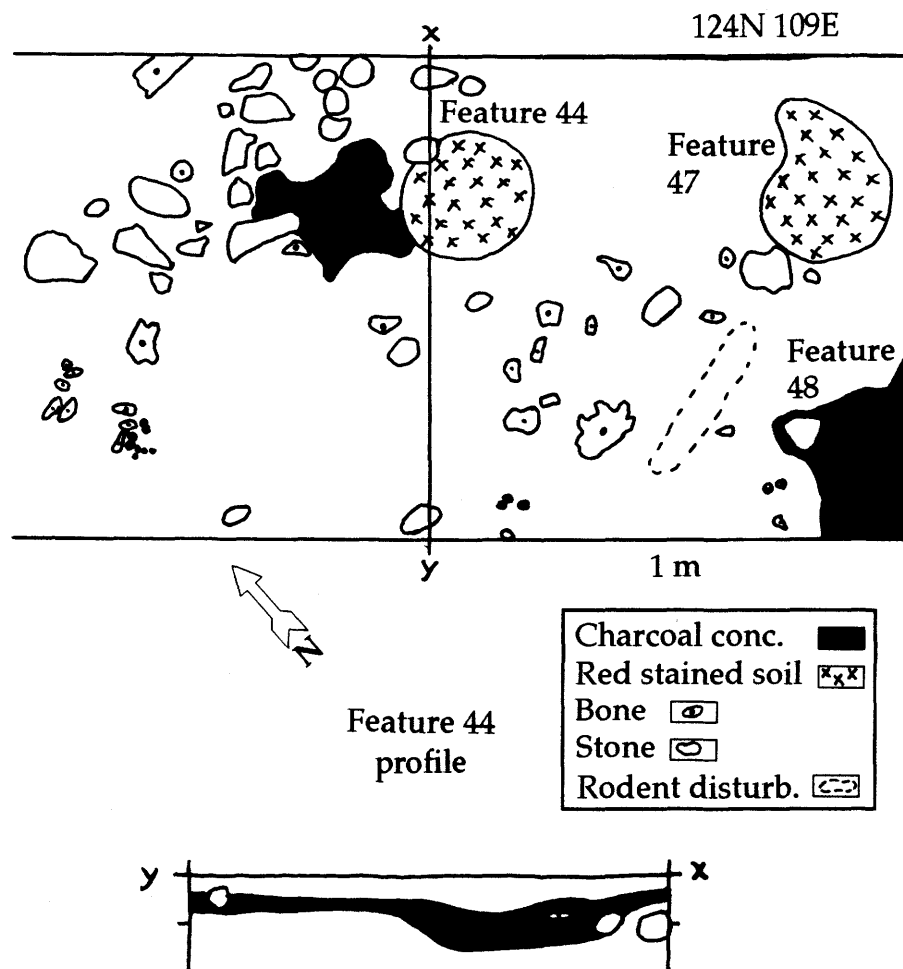 x
124N 109E
Feature 44
Feature
47
Feature
48
y
1 m
N
Charcoal conc.
Red stained soil
Bone
Stone
Rodent disturb.
Feature 44
profile
y
x